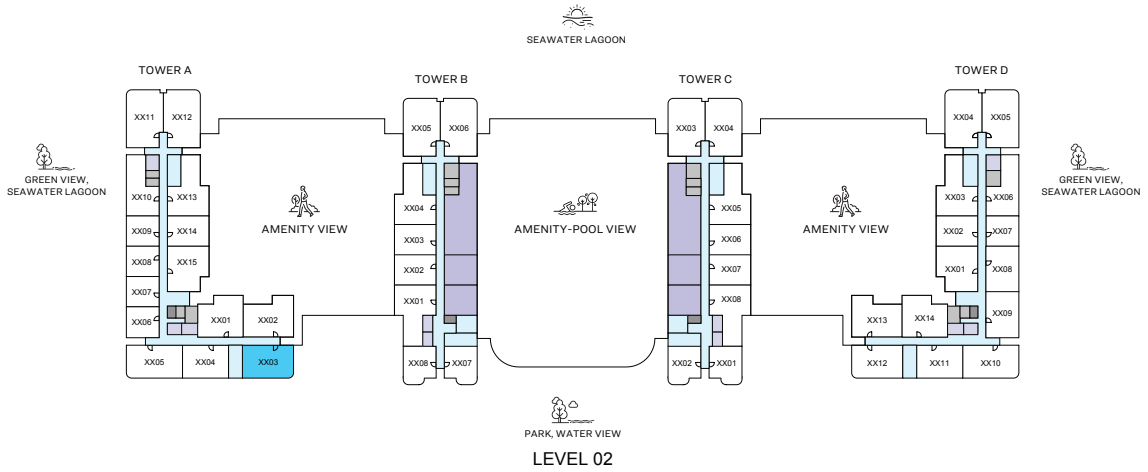 SEAWATER LAGOON
TOWER A
TOWER B
TOWER C
TOWER D
XX11
XX12
XX05
XX06
XX03
XX04
XX04
XX05
GREEN VIEW,
SEAWATER LAGOON
GREEN VIEW,
SEAWATER LAGOON
XX10
XX13
XX04
XX05
XX03
XX06
AMENITY VIEW
AMENITY-POOL VIEW
AMENITY VIEW
XX09
XX14
XX03
XX06
XX02
XX07
XX08
XX15
XX02
XX07
XX01
XX08
XX07
XX01
XX08
XX06
XX01
XX02
XX13
XX14
XX09
XX05
XX04
XX03
XX08
XX07
XX02
XX01
XX12
XX11
XX10
PARK, WATER VIEW
LEVEL 02